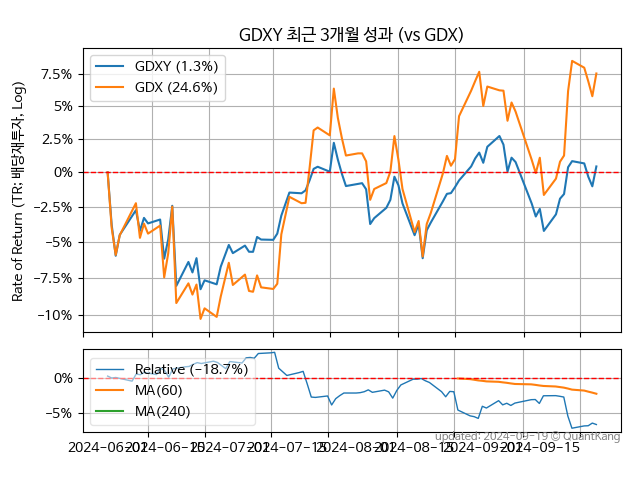 GDXY 최근 3개월 성과 (vs GDX)
Rate of Return (TR: 배당재투자, Log)
GDXY (1.3%)
GDX (24.6%)
7.5%
5%
2.5%
0%
−2.5%
−5%
−7.5%
−10%
Relative (−18.7%)
MA(60)
MA(240)
0%
−5%
updated: 2024-09-19 © QuantKang
2024-06-01
2024-06-15
2024-07-01
2024-07-15
2024-08-01
2024-08-15
2024-09-01
2024-09-15